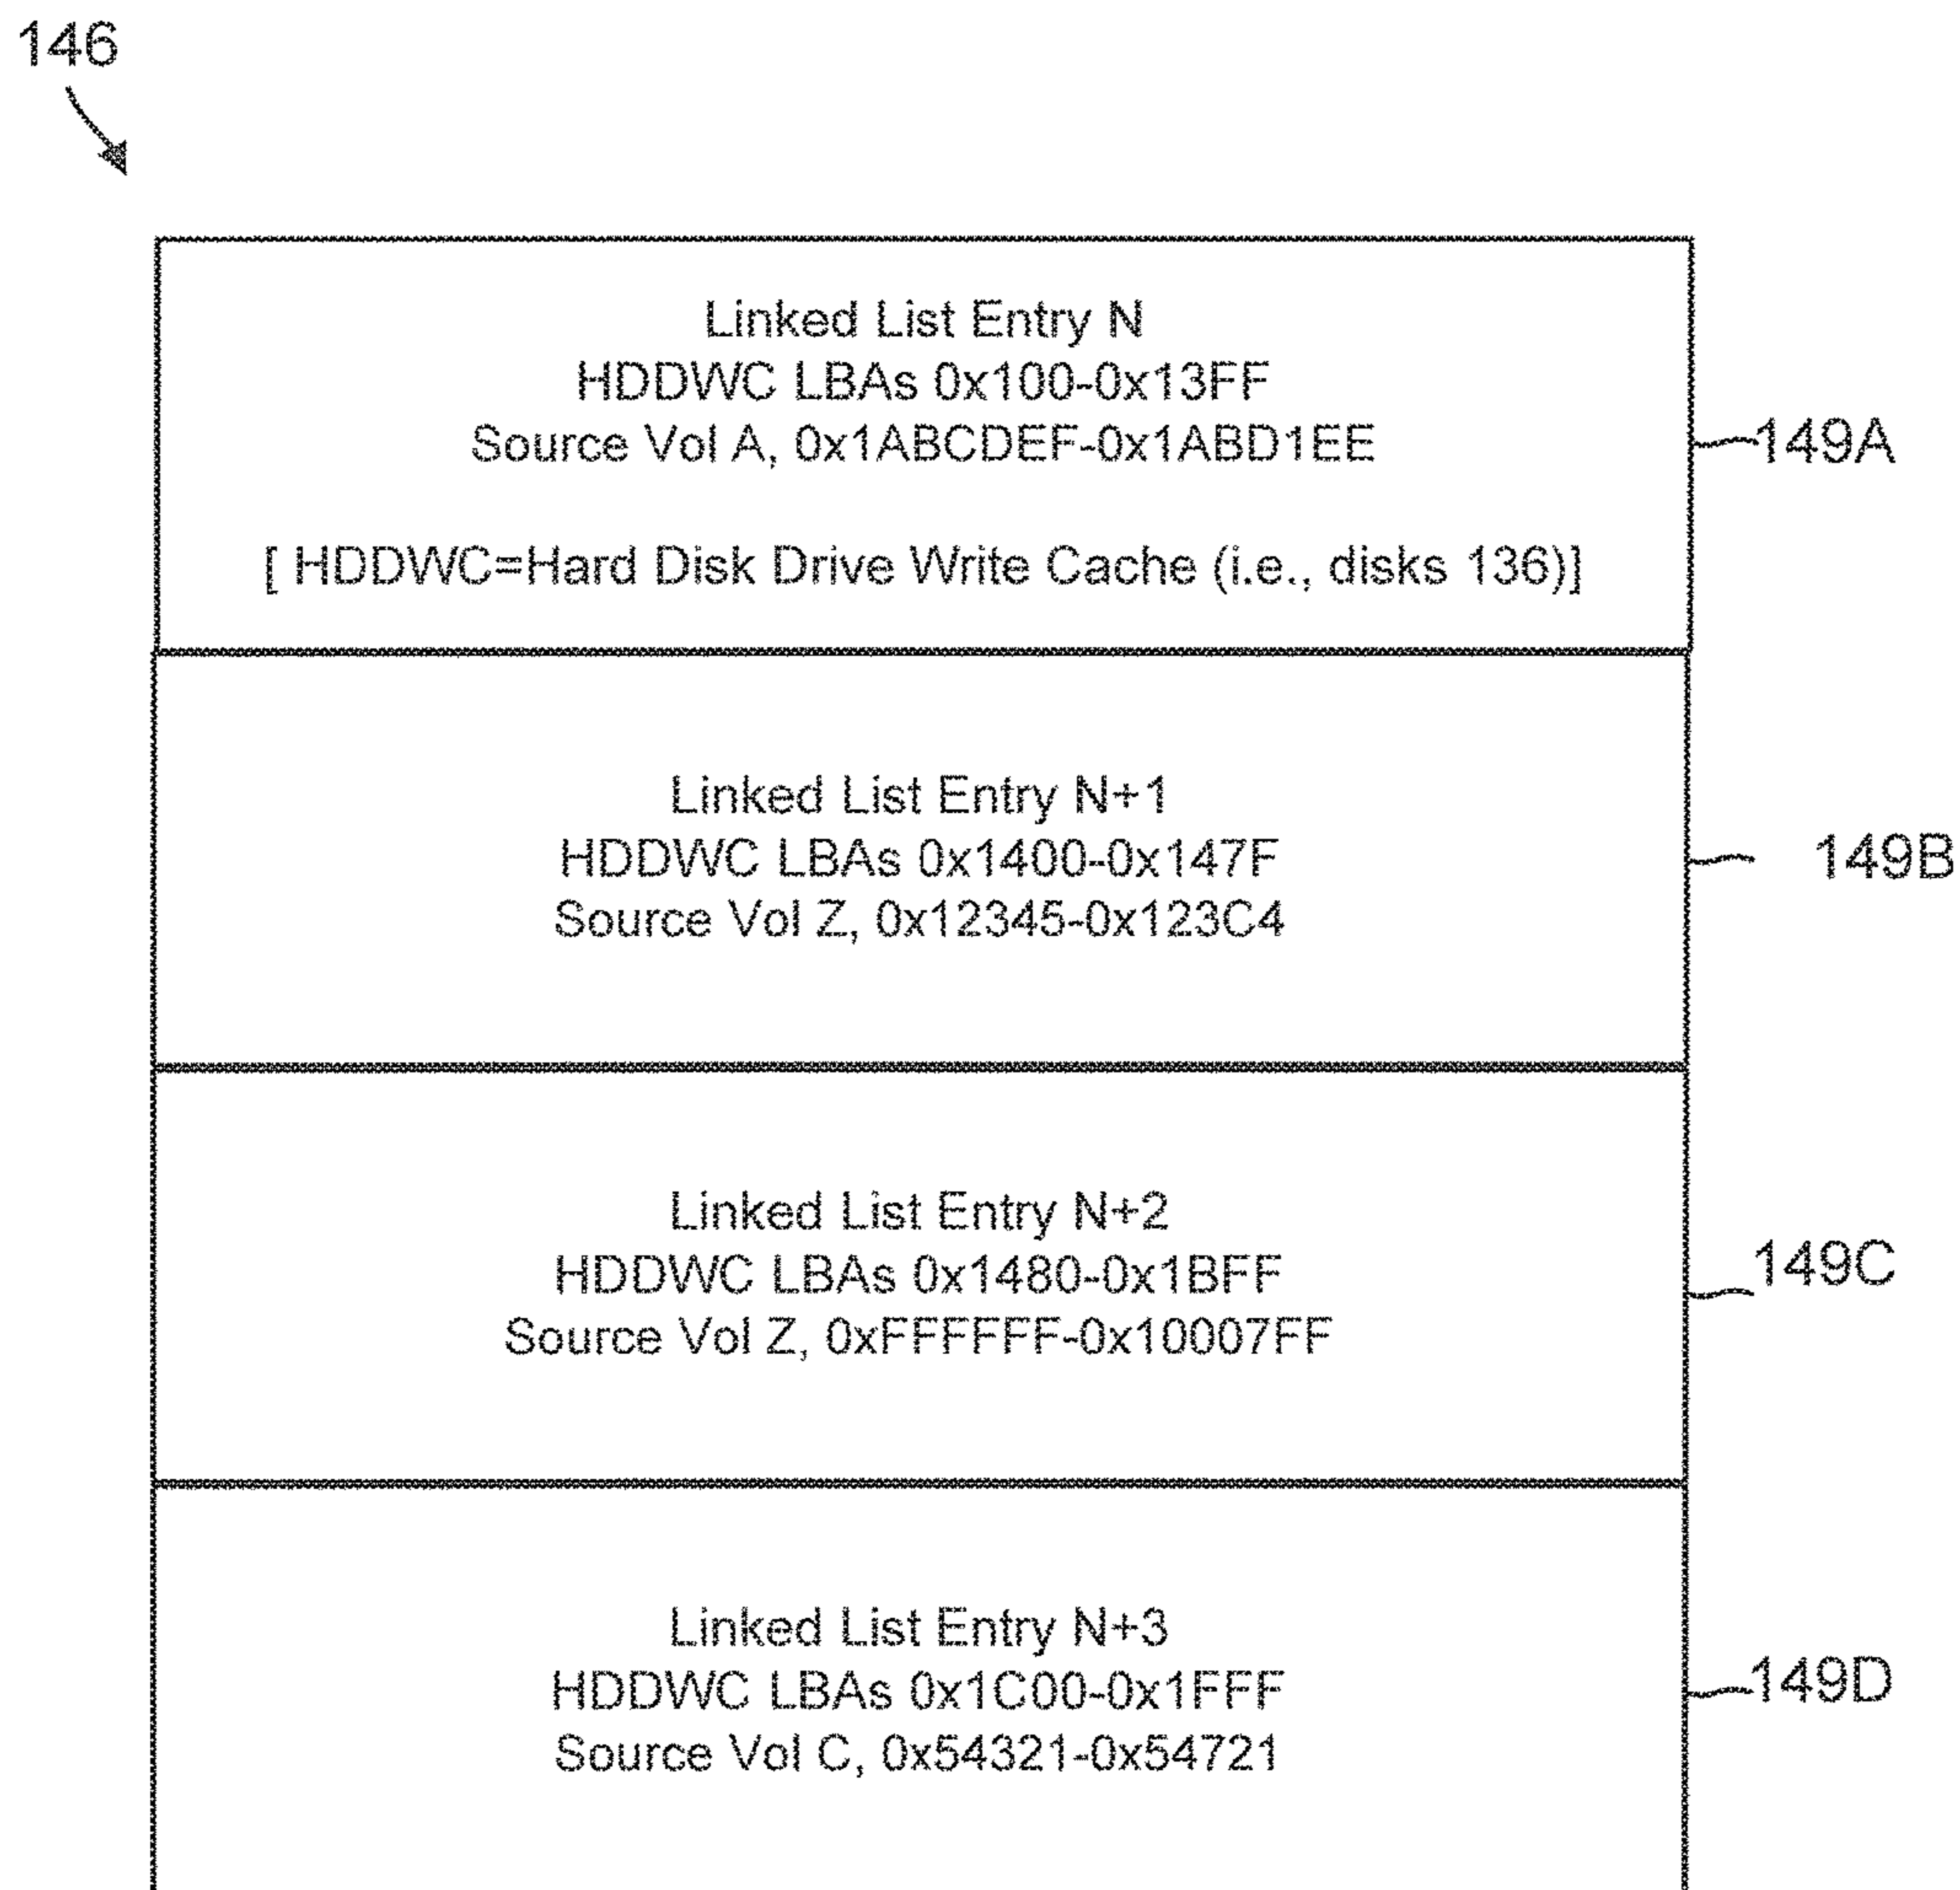 146
Linked List Entry N
HDDWC LBAs 0x100-0x13FF
Source Vol A, 0x1ABCDEF-0x1ABD1EE
149A
[ HDDWC=Hard Disk Drive Write Cache (i.e., disks 136)]
Linked List Entry N+1
HDDWC LBAs 0x1400-0x147F
149B
Source Vol Z, 0x12345-0x123C4
Linked List Entry N+2
HDDWC LBAs 0x1480-0x1BFF
149C
Source Vol Z, 0xFFFFFF-0x10007FF
Linked List Entry N+3
HDDWC LBAs 0x1C00-0x1FFF
149D
Source Vol C, 0x54321-0x54721